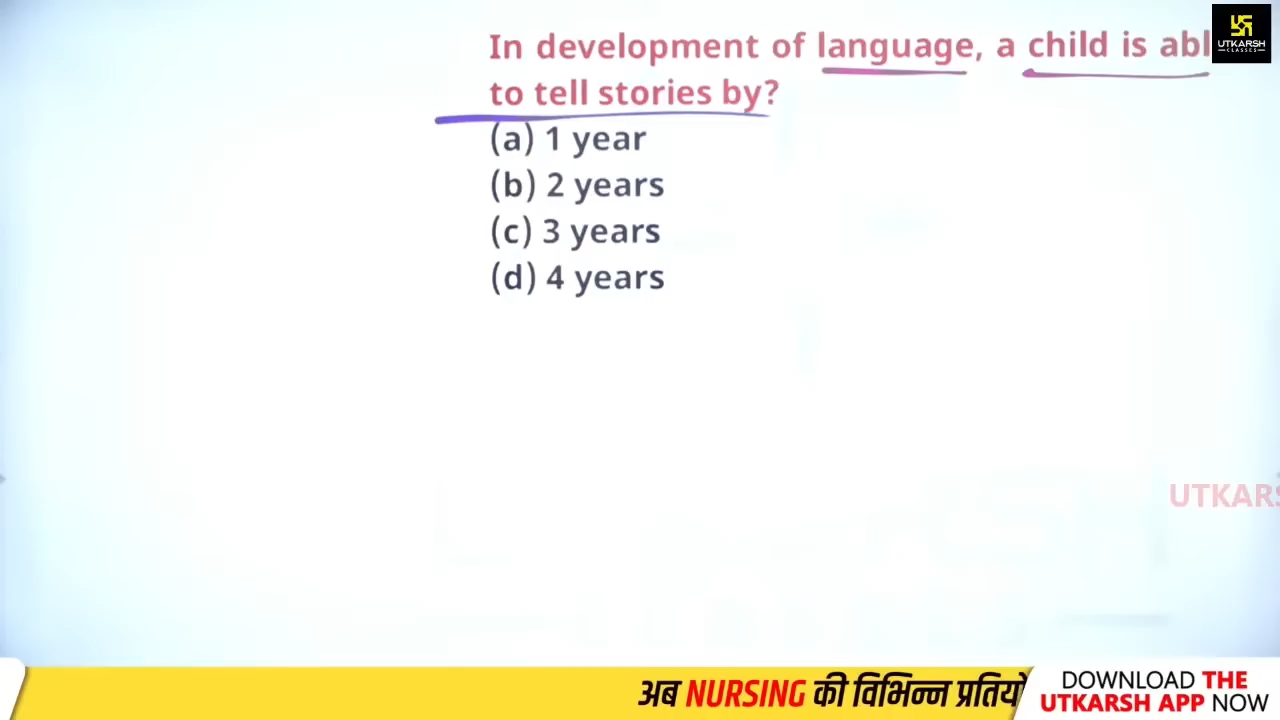 In development of language, a child is abl
to tell stories by?
(a) 1 year
(b) 2 years
(c) 3 years
(d) 4 years
UTKARSH
CLASSES
UTKARS
अब NURSING की विभिन्न प्रतियो
DOWNLOAD THE
UTKARSH APP NOW